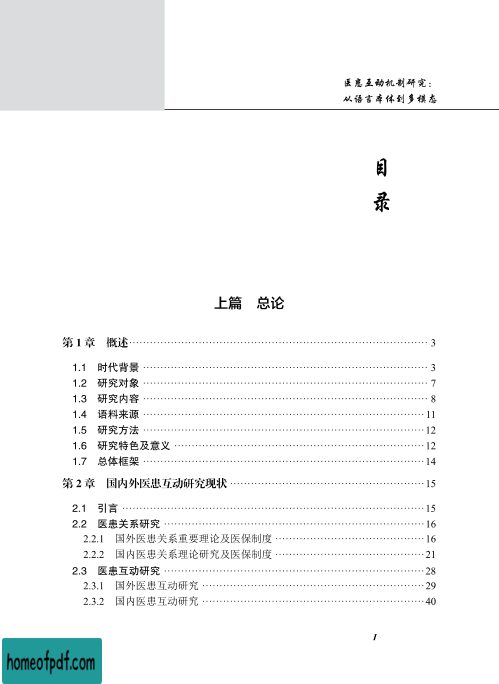 医患互动机制研究：
从语言本体到多模态
目
录
上篇　总论
第 1 章　概述 3
1.1　时代背景 3
1.2　研究对象 7
1.3　研究内容 8
1.4　语料来源 11
1.5　研究方法 12
1.6　研究特色及意义 12
1.7　总体框架 14
第 2 章　国内外医患互动研究现状 15
2.1　引言 15
2.2　医患关系研究 16
2.2.1　国外医患关系重要理论及医保制度 16
2.2.2　国内医患关系理论研究及医保制度 21
2.3　医患互动研究 28
2.3.1　国外医患互动研究 29
2.3.2　国内医患互动研究 40
I
homeofpdf.com